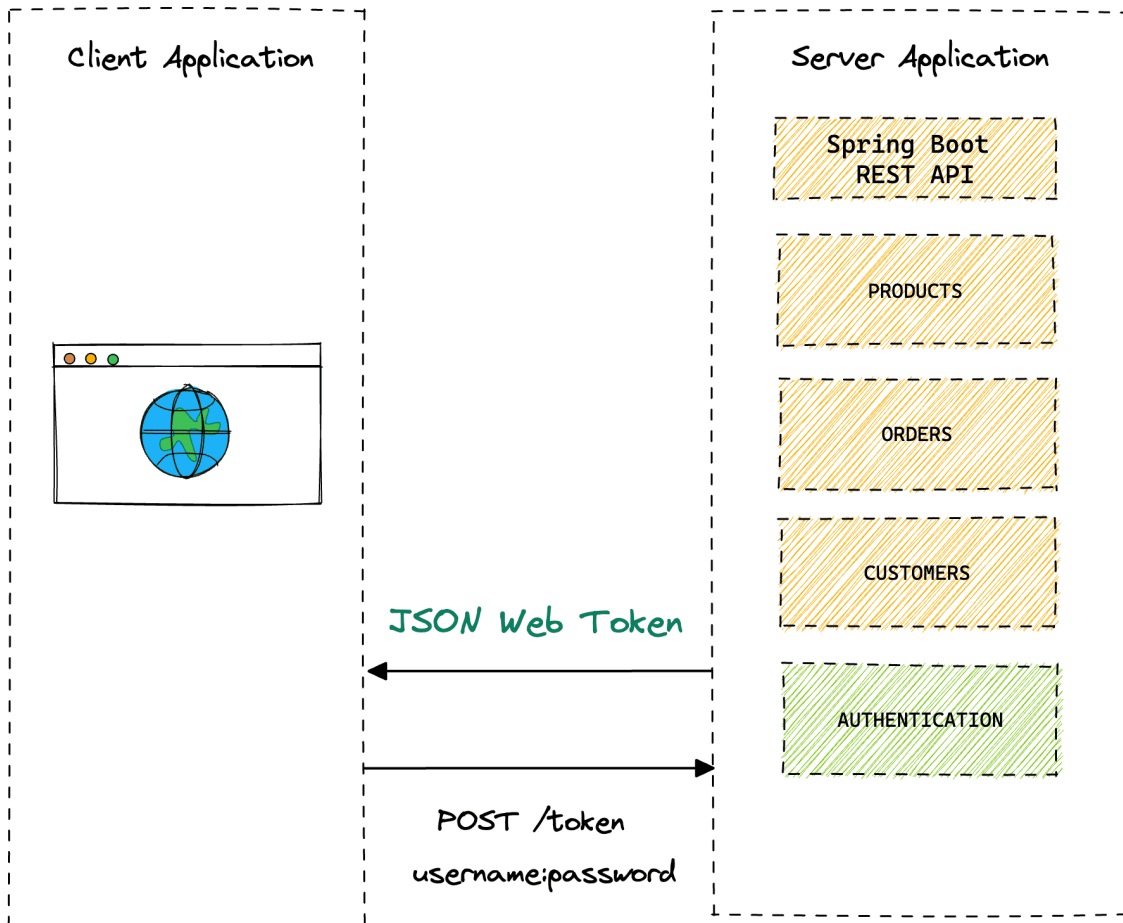 Client Application
Server Application
Spring Boot
REST API
PRODUCTS
ORDERS
CUSTOMERS
JSON Web Token
AUTHENTICATION
POST /token
username:password